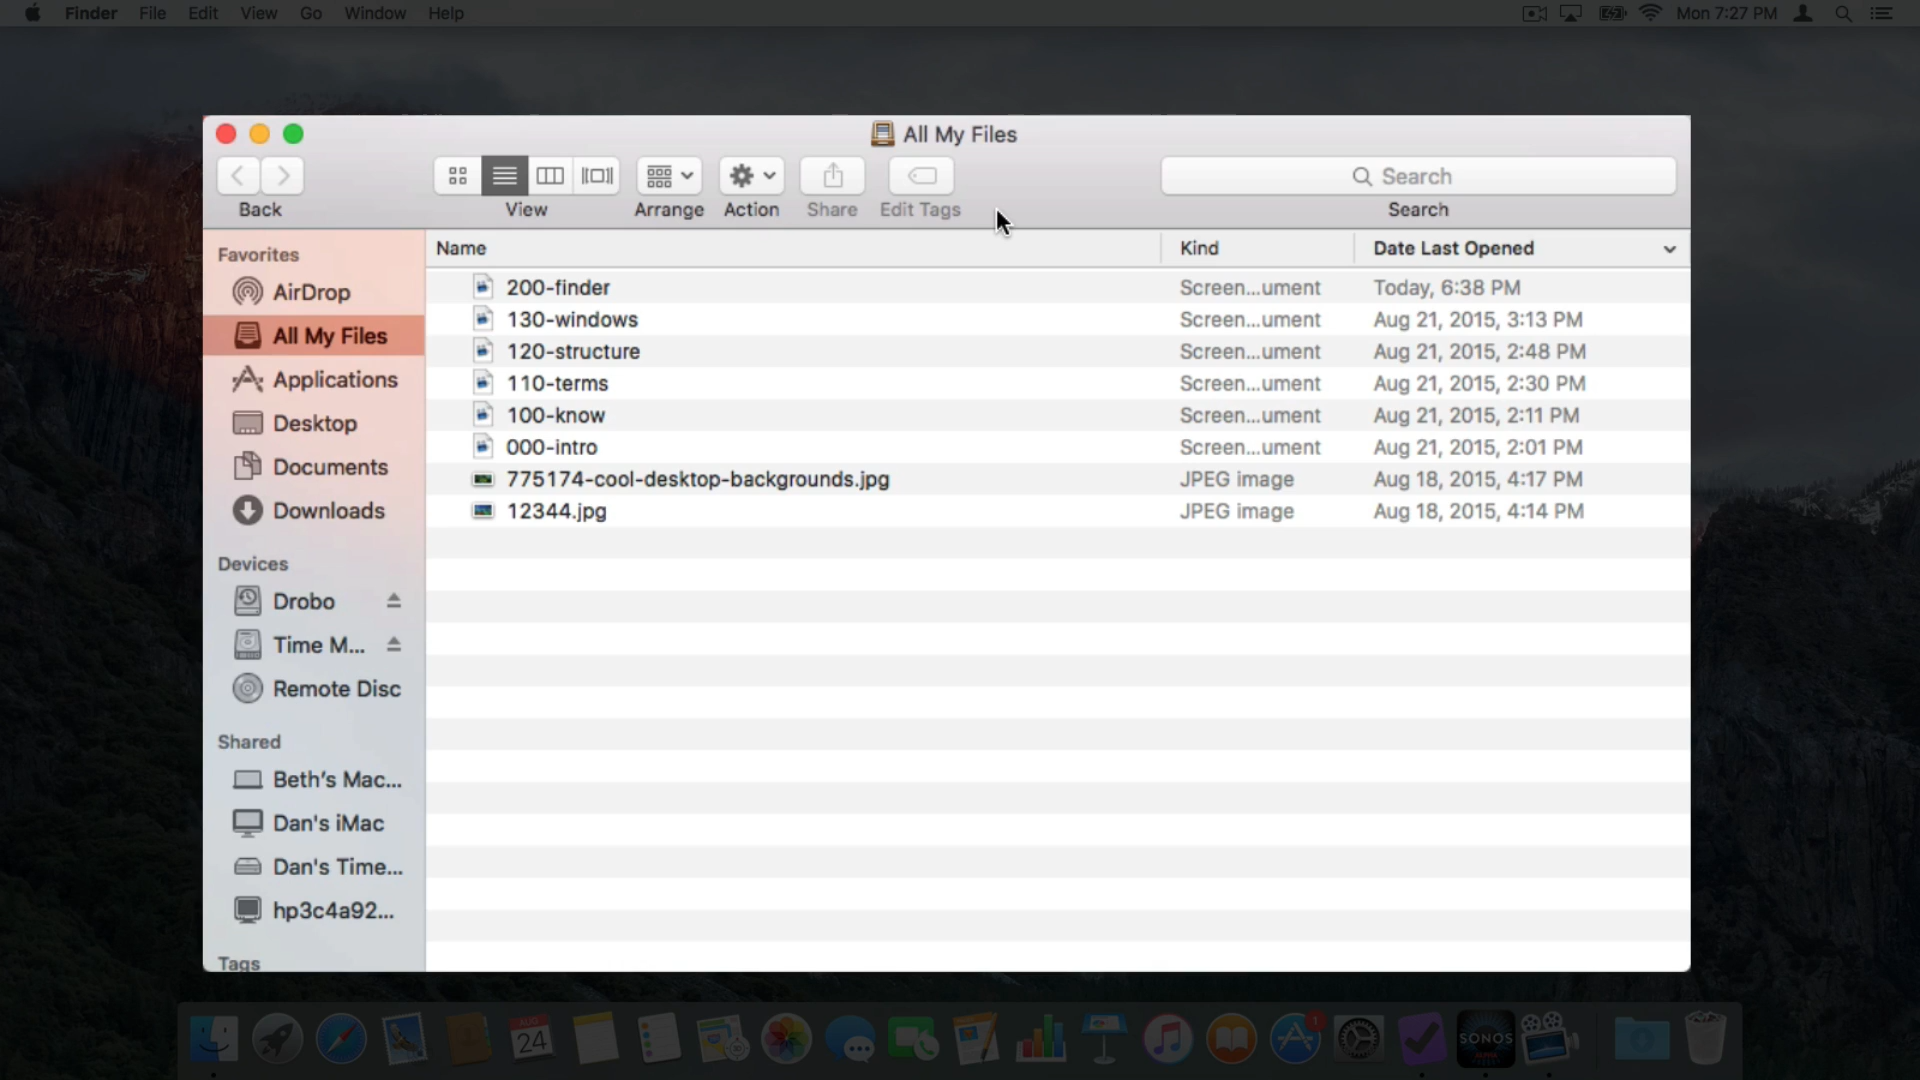 Finder File Edit View Go Window Help Mon 7:27 PM
All My Files
Search
Back View Arrange Action Share Edit Tags Search
Name Kind Date Last Opened
200-finder Screen...ument Today, 6:38 PM
130-windows Screen...ument Aug 21, 2015, 3:13 PM
120-structure Screen...ument Aug 21, 2015, 2:48 PM
110-terms Screen...ument Aug 21, 2015, 2:30 PM
100-know Screen...ument Aug 21, 2015, 2:11 PM
000-intro Screen...ument Aug 21, 2015, 2:01 PM
775174-cool-desktop-backgrounds.jpg JPEG image Aug 18, 2015, 4:17 PM
12344.jpg JPEG image Aug 18, 2015, 4:14 PM
Favorites
AirDrop
All My Files
Applications
Desktop
Documents
Downloads
Devices
Drobo
Time M...
Remote Disc
Shared
Beth's Mac...
Dan's iMac
Dan's Time...
hp3c4a92...
Tags
AUG
24
1
SONOS